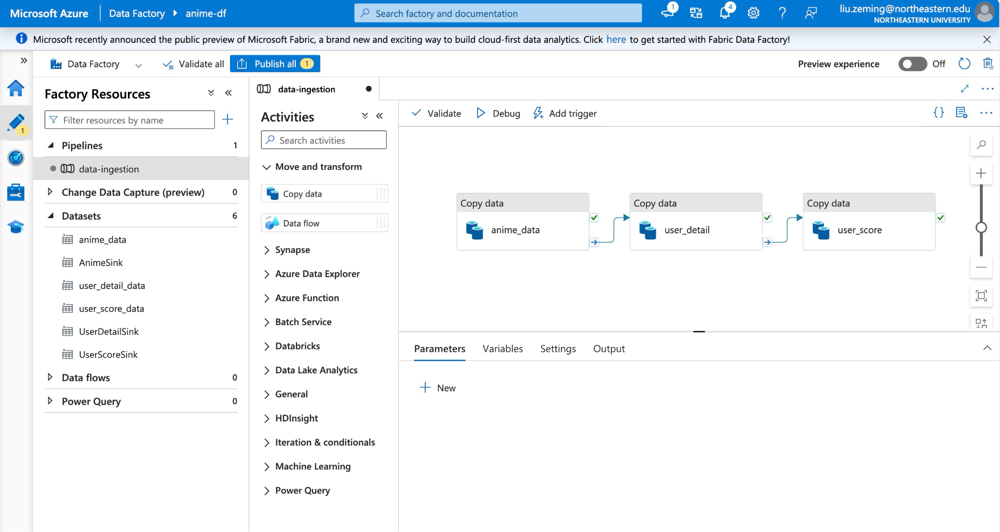 Microsoft Azure
Data Factory
anime-df
Search factory and documentation
1
4
liu.zeming@northeastern.edu
NORTHEASTERN UNIVERSITY
Microsoft recently announced the public preview of Microsoft Fabric, a brand new and exciting way to build cloud-first data analytics. Click here to get started with Fabric Data Factory!
Data Factory
Validate all
Publish all 1
Preview experience
Off
1
Factory Resources
Filter resources by name
Pipelines 1
data-ingestion
Change Data Capture (preview) 0
Datasets 6
anime_data
AnimeSink
user_detail_data
user_score_data
UserDetailSink
UserScoreSink
Data flows 0
Power Query 0
data-ingestion
Activities
Search activities
Move and transform
Copy data
Data flow
Synapse
Azure Data Explorer
Azure Function
Batch Service
Databricks
Data Lake Analytics
General
HDInsight
Iteration & conditionals
Machine Learning
Power Query
Validate
Debug
Add trigger
Copy data
anime_data
Copy data
user_detail
Copy data
user_score
Parameters
Variables
Settings
Output
New